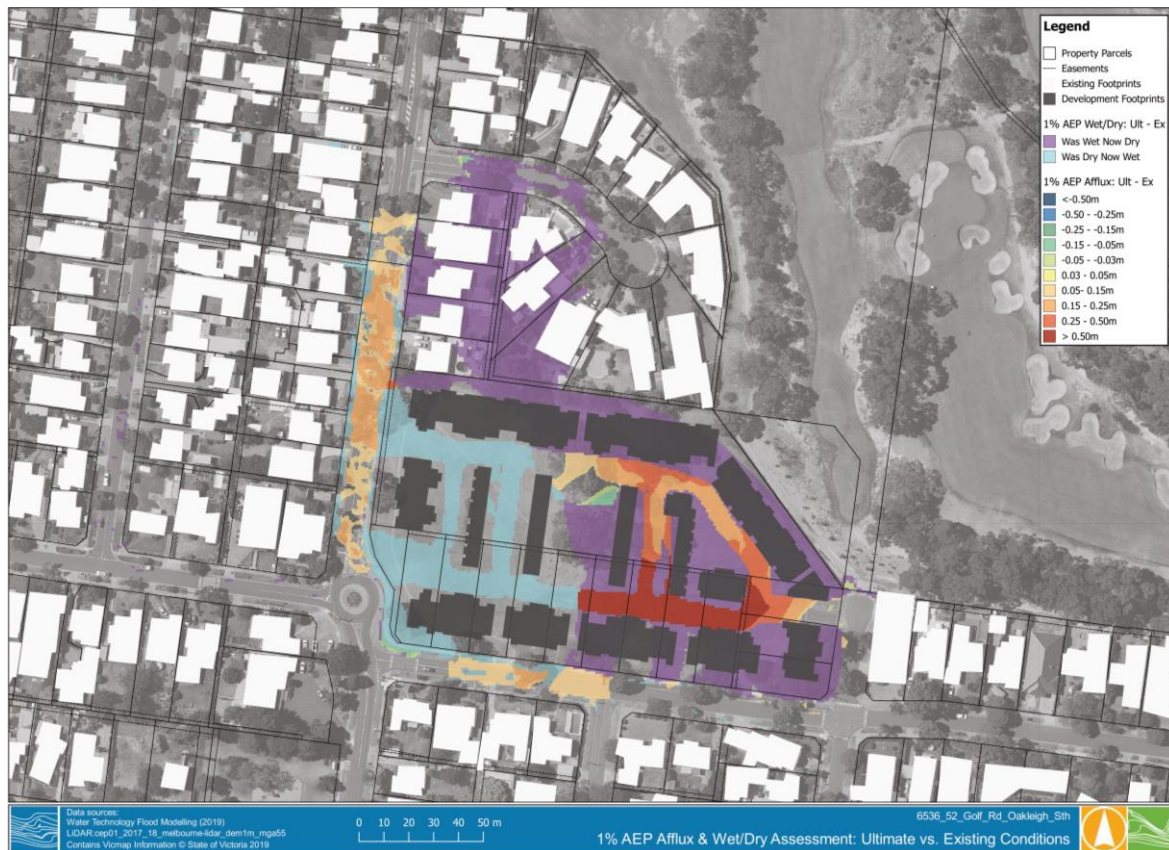 Legend
Property Parcels
Easements
Existing Footprints
Development Footprints
1% AEP Wet/Dry: Ult - Ex
Was Wet Now Dry
Was Dry Now Wet
1% AEP Afflux: Ult - Ex
<-0.50m
-0.50 - -0.25m
-0.25 - -0.15m
-0.15 - -0.05m
-0.05 - -0.03m
0.03 - 0.05m
0.05- 0.15m
0.15 - 0.25m
0.25 - 0.50m
> 0.50m
Data sources:
Water Technology Flood Modelling (2019)
LiDAR:cep01_2017_18_melbourne-lidar_dem1m_mga55
Contains Vicmap Information © State of Victoria 2019
0 10 20 30 40 50 m
6536_52_Golf_Rd_Oakleigh_Sth
1% AEP Afflux & Wet/Dry Assessment: Ultimate vs. Existing Conditions